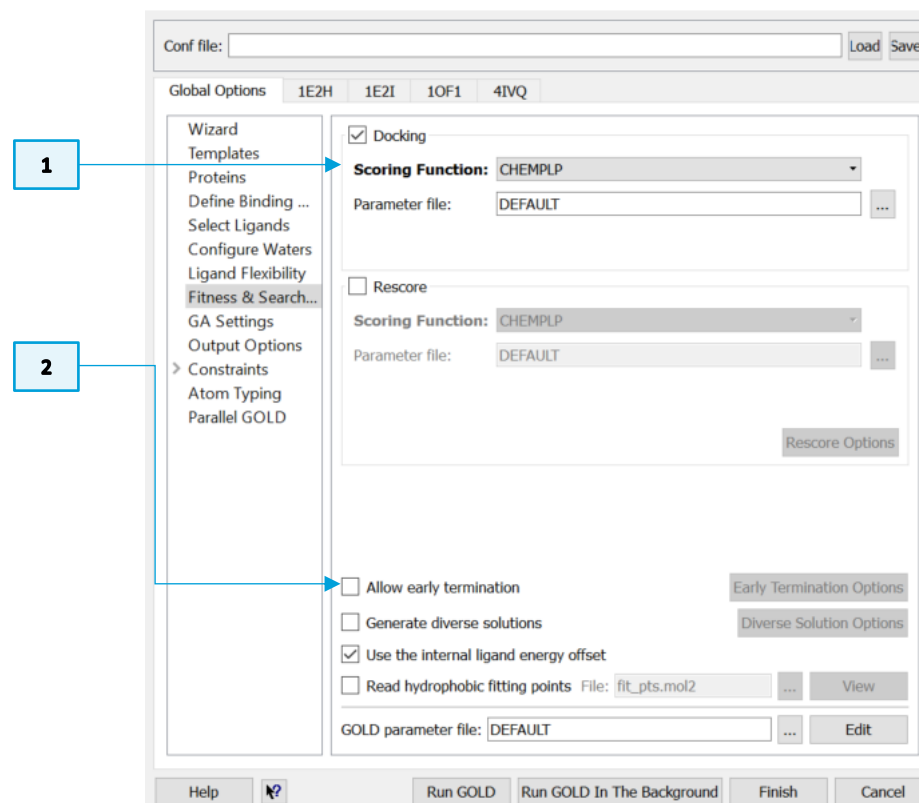 Conf file: Load Save
Global Options 1E2H 1E2I 1OF1 4IVQ
1
2
Wizard
Templates
Proteins
Define Binding ...
Select Ligands
Configure Waters
Ligand Flexibility
Fitness & Search...
GA Settings
Output Options
Constraints
Atom Typing
Parallel GOLD
Docking
Scoring Function: CHEMPLP
Parameter file: DEFAULT ...
Rescore
Scoring Function: CHEMPLP
Parameter file: DEFAULT ...
Rescore Options
Allow early termination Early Termination Options
Generate diverse solutions Diverse Solution Options
Use the internal ligand energy offset
Read hydrophobic fitting points File: fit_pts.mol2 ... View
GOLD parameter file: DEFAULT ... Edit
Help ? Run GOLD Run GOLD In The Background Finish Cancel